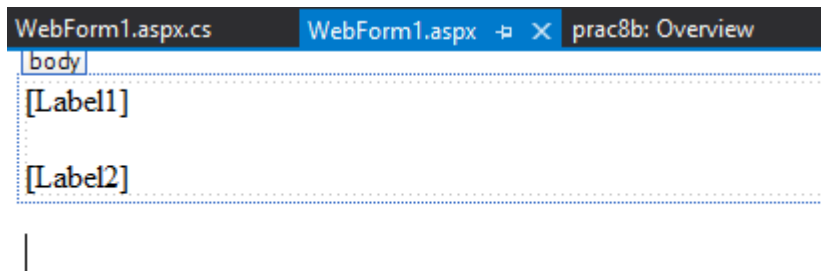 WebForm1.aspx.cs WebForm1.aspx prac8b: Overview
body
[Label1]
[Label2]